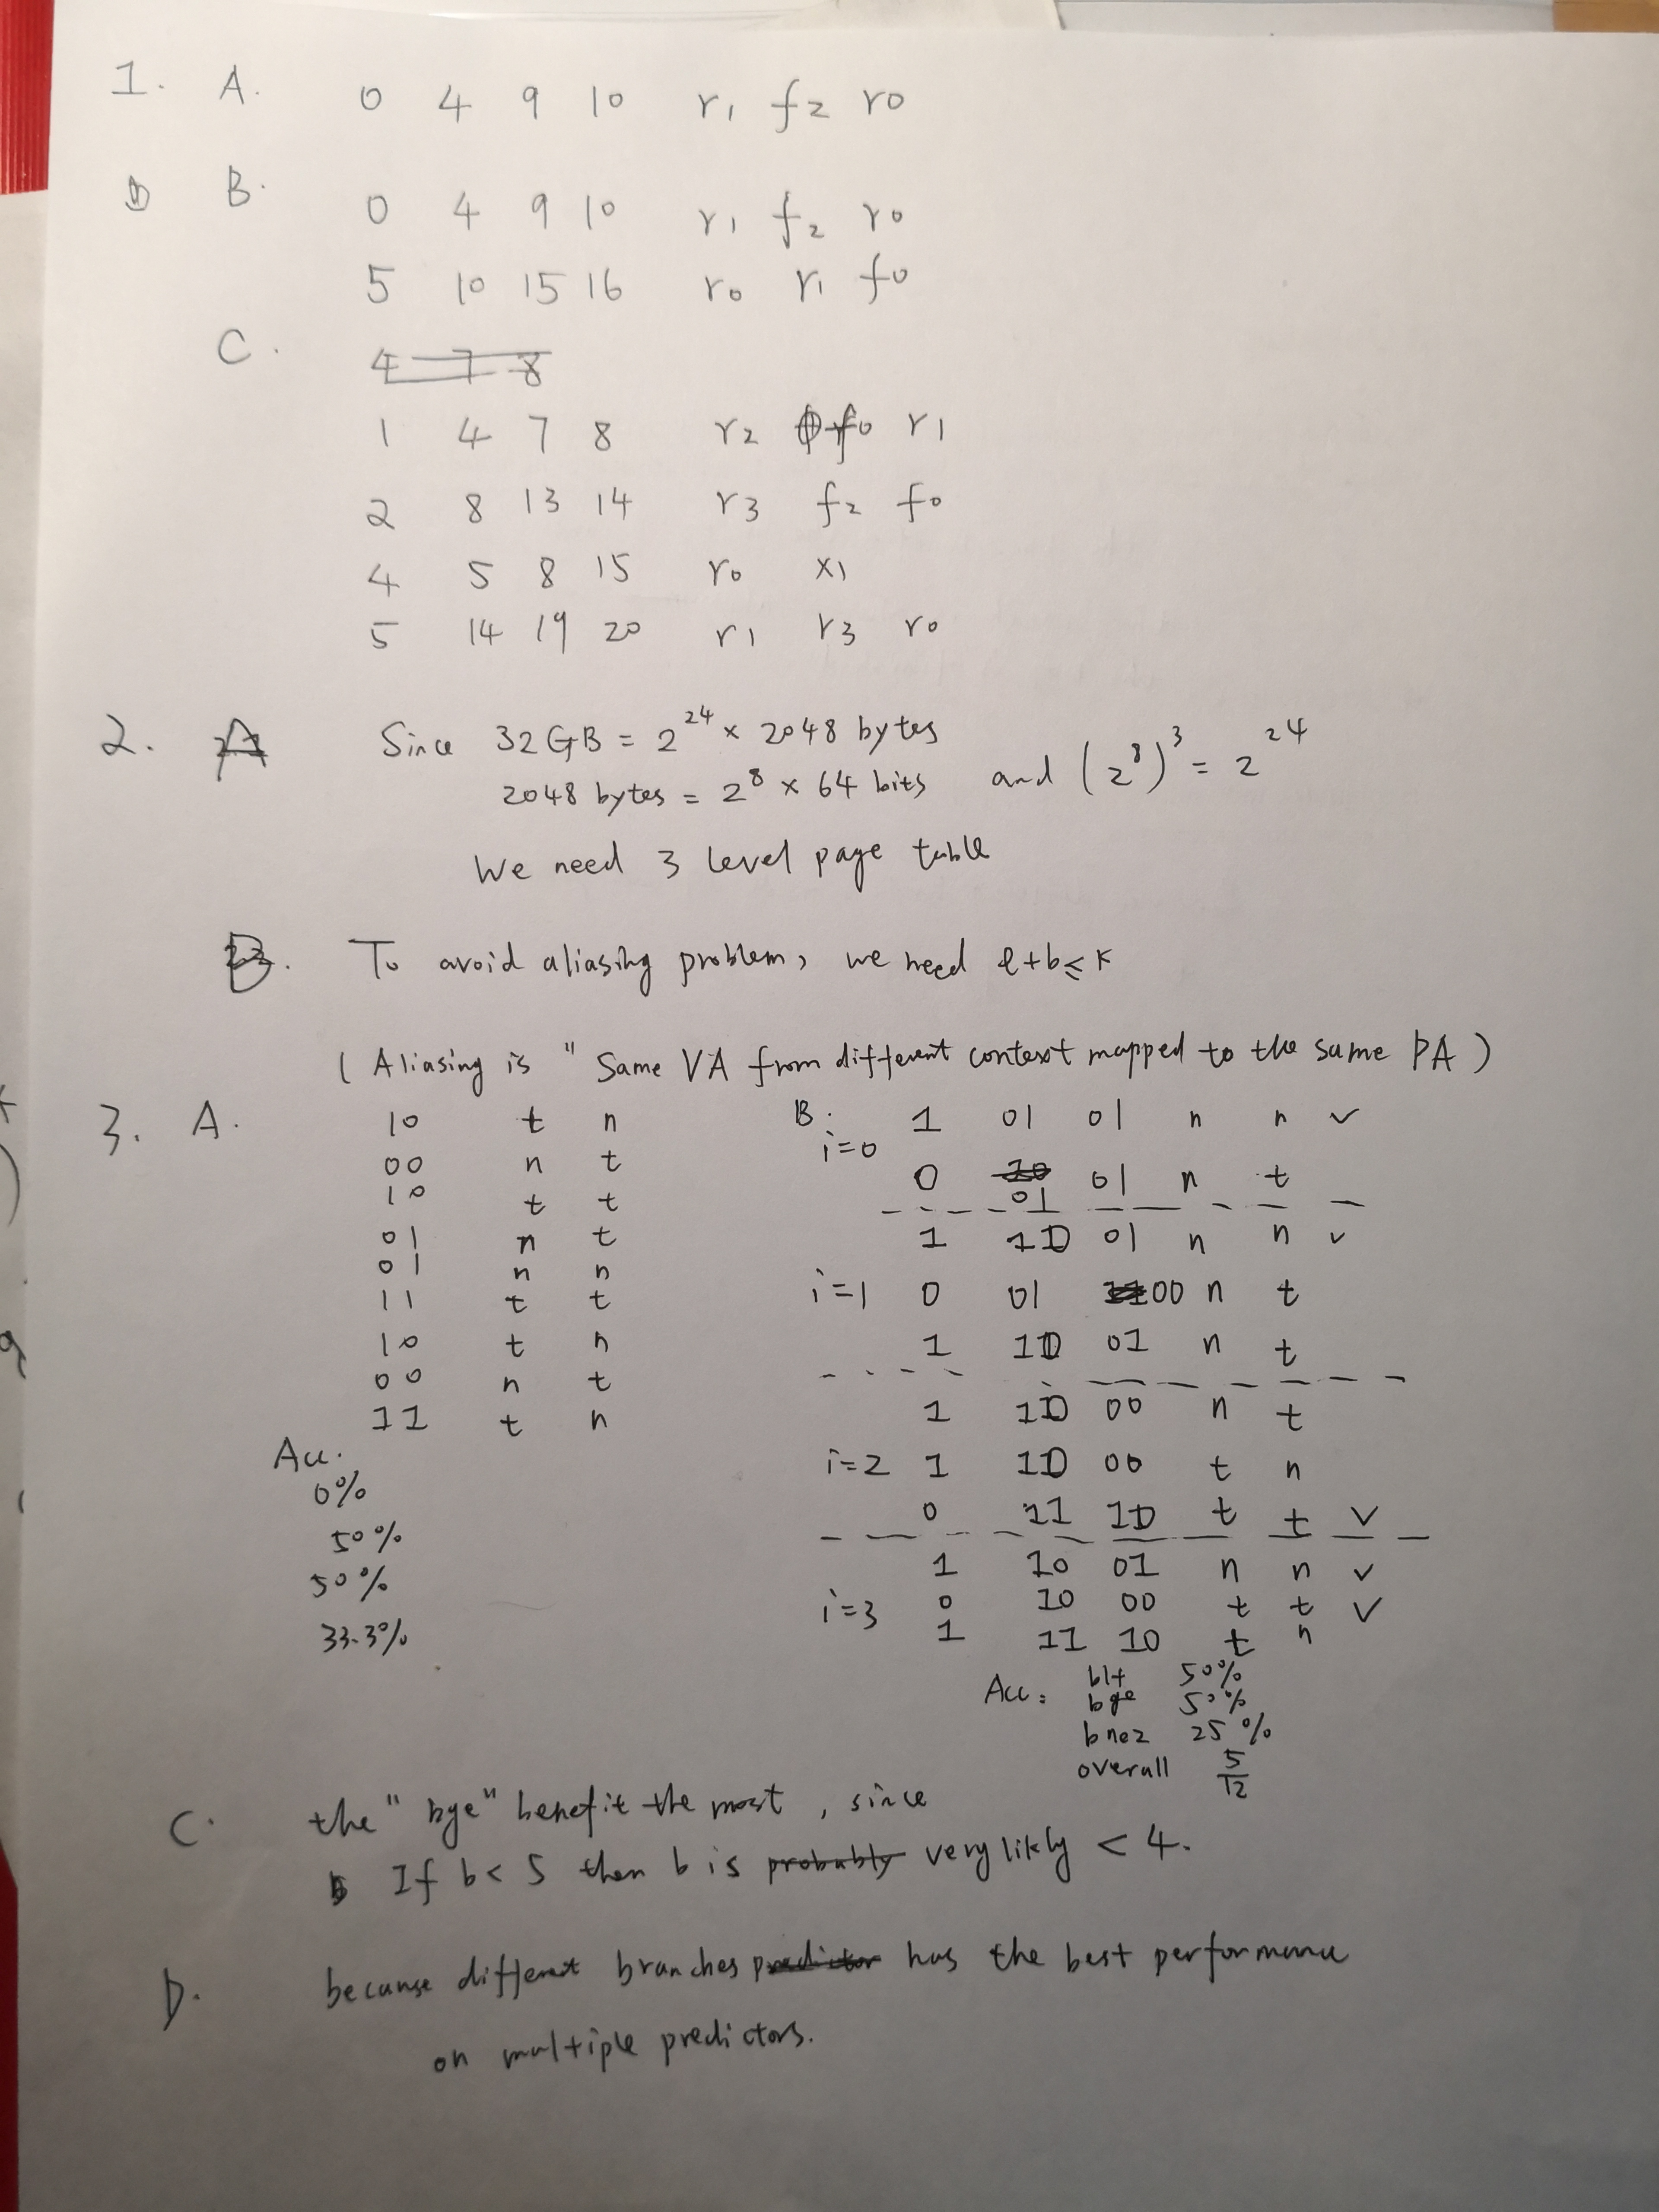 1. A. 0 4 9 10 r1 f2 r0
B. 0 4 9 10 r1 f2 r0
5 10 15 16 r0 r1 f0
C. 4 7 8
1 4 7 8 r2 f0 r1
2 8 13 14 r3 f2 f0
4 5 8 15 r0 x1
5 14 19 20 r1 r3 r0
2. A Since 32GB = 2^24 × 2048 bytes
2048 bytes = 2^8 × 64 bits and (2^8)^3 = 2^24
We need 3 level page table
B. To avoid aliasing problem, we need l+b≤k
( Aliasing is " Same VA from different context mapped to the same PA )
3. A.
10 t n
00 n t
10 t t
01 n t
01 n n
11 t t
10 t n
00 n t
11 t n
Acc.
0%
50%
50%
33.3%
B.
i=0 1 01 01 n n ✓
0 01 01 n t
1 10 01 n n ✓
i=1 0 01 00 n t
1 10 01 n t
1 10 00 n t
i=2 1 10 00 t n
0 11 10 t t ✓
1 10 01 n n ✓
i=3 0 10 00 t t ✓
1 11 10 t n
Acc: blt 50%
bge 50%
bnez 25%
overall 5/12
C. the "bge" benefit the most, since
If b< 5 then b is probably very likly < 4.
D. because different branches predictor has the best performance
on multiple predictors.